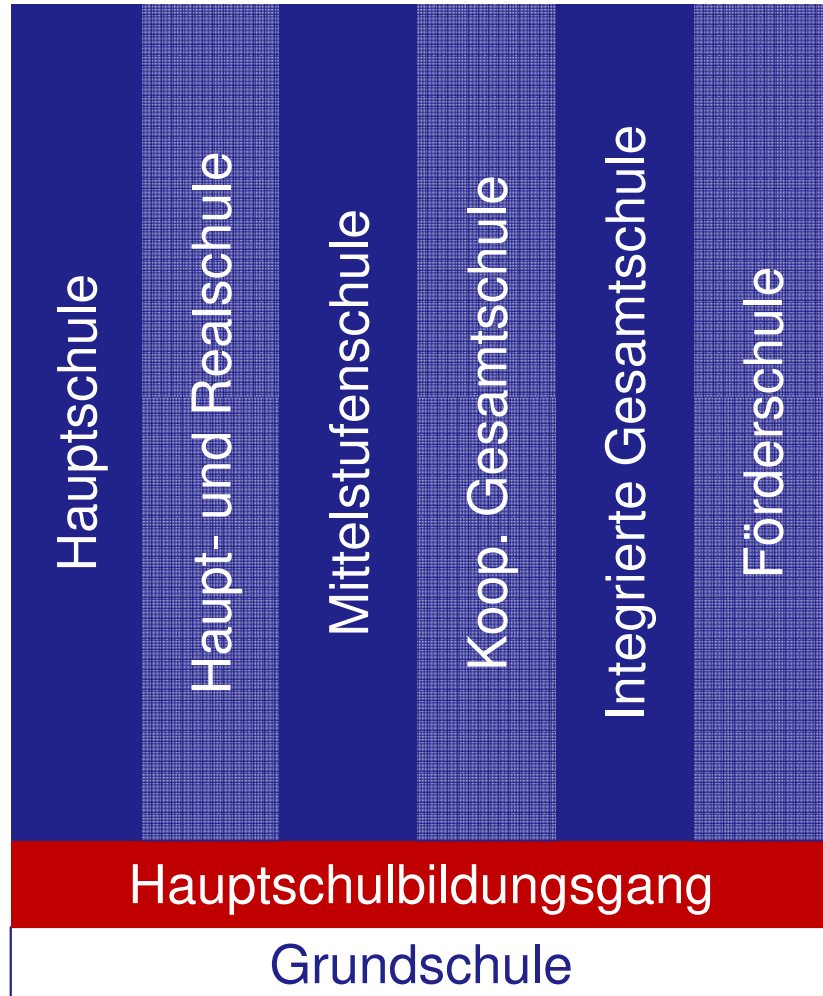 Hauptschule
Haupt- und Realschule
Mittelstufenschule
Koop. Gesamtschule
Integrierte Gesamtschule
Förderschule
Hauptschulbildungsgang
Grundschule